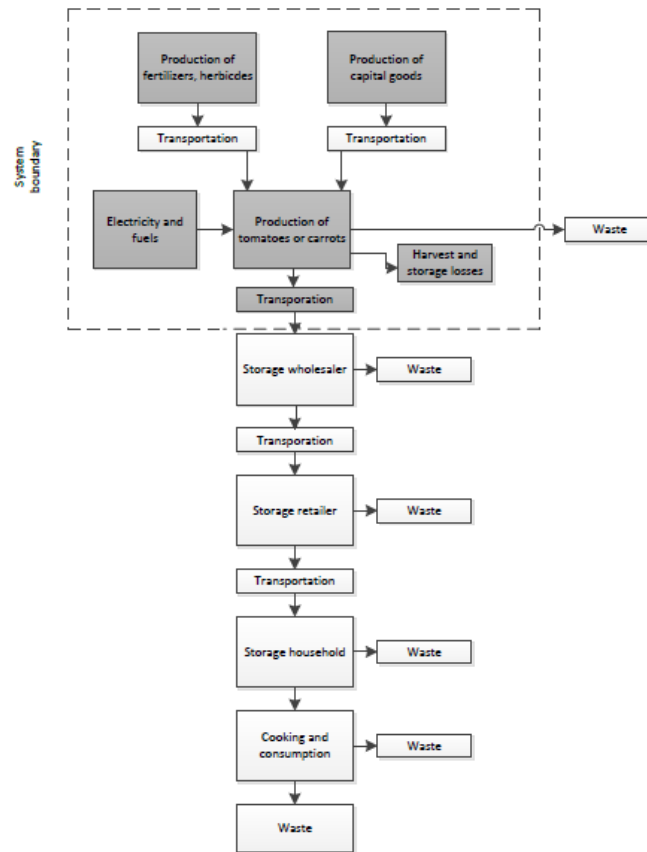 Production of
fertilizers, herbicdes
Production of
capital goods
Transportation
Transportation
System
boundary
Electricity and
fuels
Production of
tomatoes or carrots
Waste
Harvest and
storage losses
Transporation
Storage wholesaler
Waste
Transporation
Storage retailer
Waste
Transportation
Storage household
Waste
Cooking and
consumption
Waste
Waste